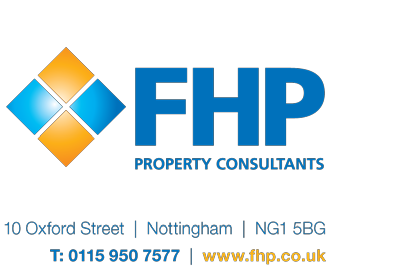 FHP
PROPERTY CONSULTANTS
10 Oxford Street | Nottingham | NG1 5BG
T: 0115 950 7577 | www.fhp.co.uk